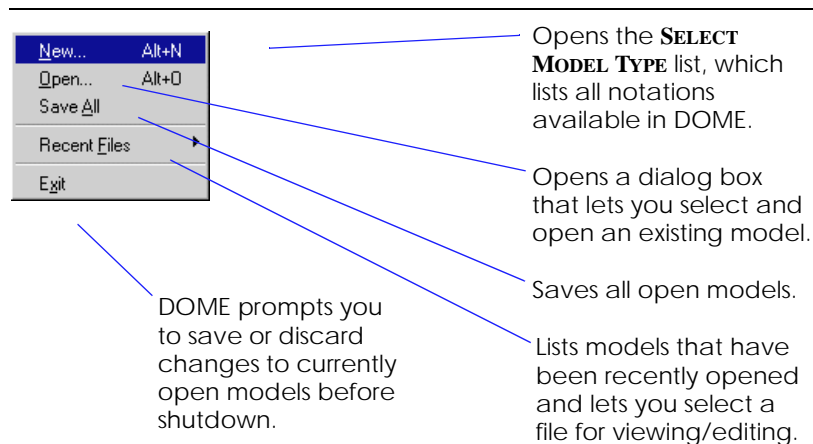 New... Alt+N
Open... Alt+O
Save All
Recent Files
Exit
Opens the SELECT
MODEL TYPE list, which
lists all notations
available in DOME.
Opens a dialog box
that lets you select and
open an existing model.
Saves all open models.
Lists models that have
been recently opened
and lets you select a
file for viewing/editing.
DOME prompts you
to save or discard
changes to currently
open models before
shutdown.